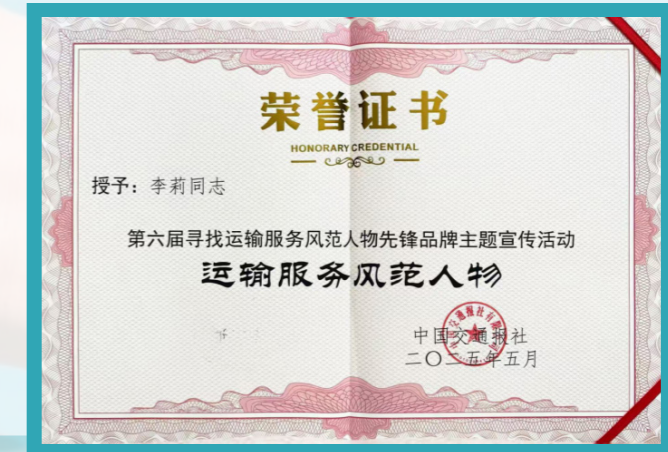 荣誉证书
HONORARY CREDENTIAL
授予：李莉同志
第六届寻找运输服务风范人物先锋品牌主题宣传活动
运输服务风范人物
中国交通报社
二〇二五年五月